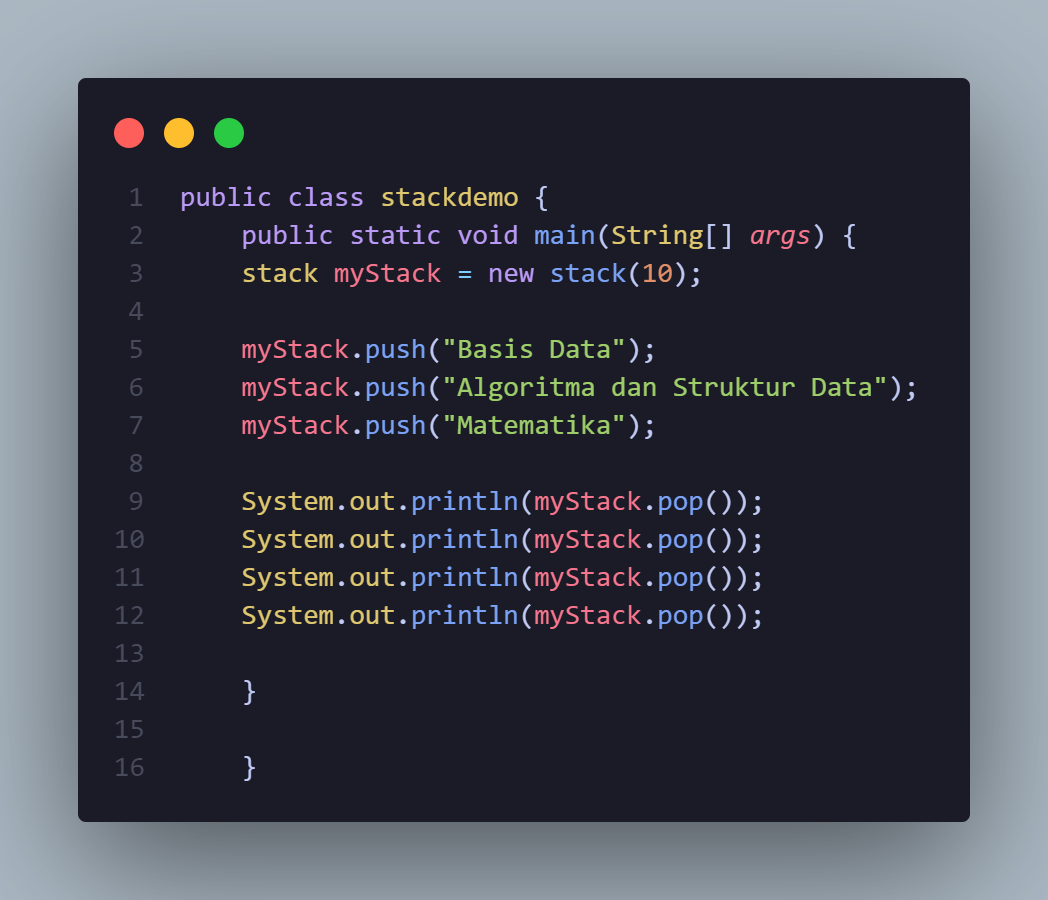 1 public class stackdemo {
2 public static void main(String[] args) {
3 stack myStack = new stack(10);
4
5 myStack.push("Basis Data");
6 myStack.push("Algoritma dan Struktur Data");
7 myStack.push("Matematika");
8
9 System.out.println(myStack.pop());
10 System.out.println(myStack.pop());
11 System.out.println(myStack.pop());
12 System.out.println(myStack.pop());
13
14 }
15
16 }